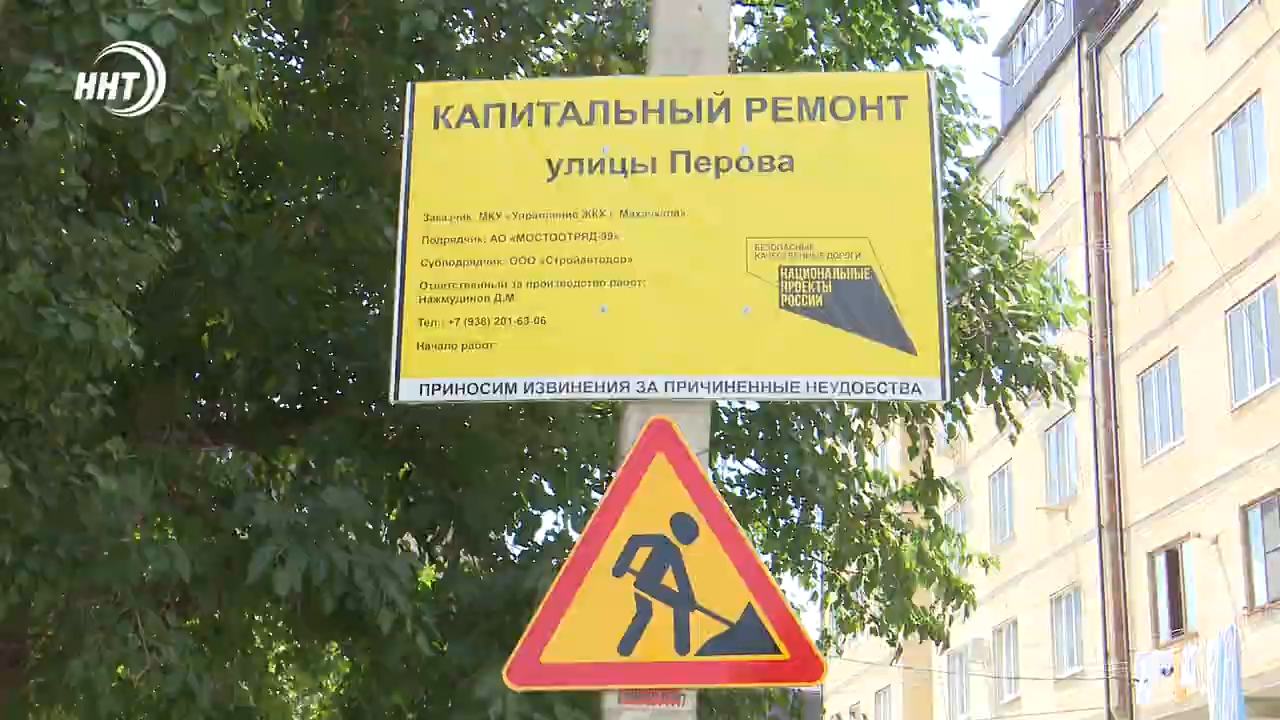 ННТ
КАПИТАЛЬНЫЙ РЕМОНТ
улицы Перова
Заказчик: МКУ «Управление ЖКХ г. Махачкала»
Подрядчик: АО «МОСТООТРЯД-99»
Субподрядчик: ООО «Стройавтодор»
Ответственный за производство работ:
Нажмудинов Д.М.
Тел.: +7 (938) 201-63-06
Начало работ:
БЕЗОПАСНЫЕ
КАЧЕСТВЕННЫЕ ДОРОГИ
НАЦИОНАЛЬНЫЕ
ПРОЕКТЫ
РОССИИ
ПРИНОСИМ ИЗВИНЕНИЯ ЗА ПРИЧИНЕННЫЕ НЕУДОБСТВА